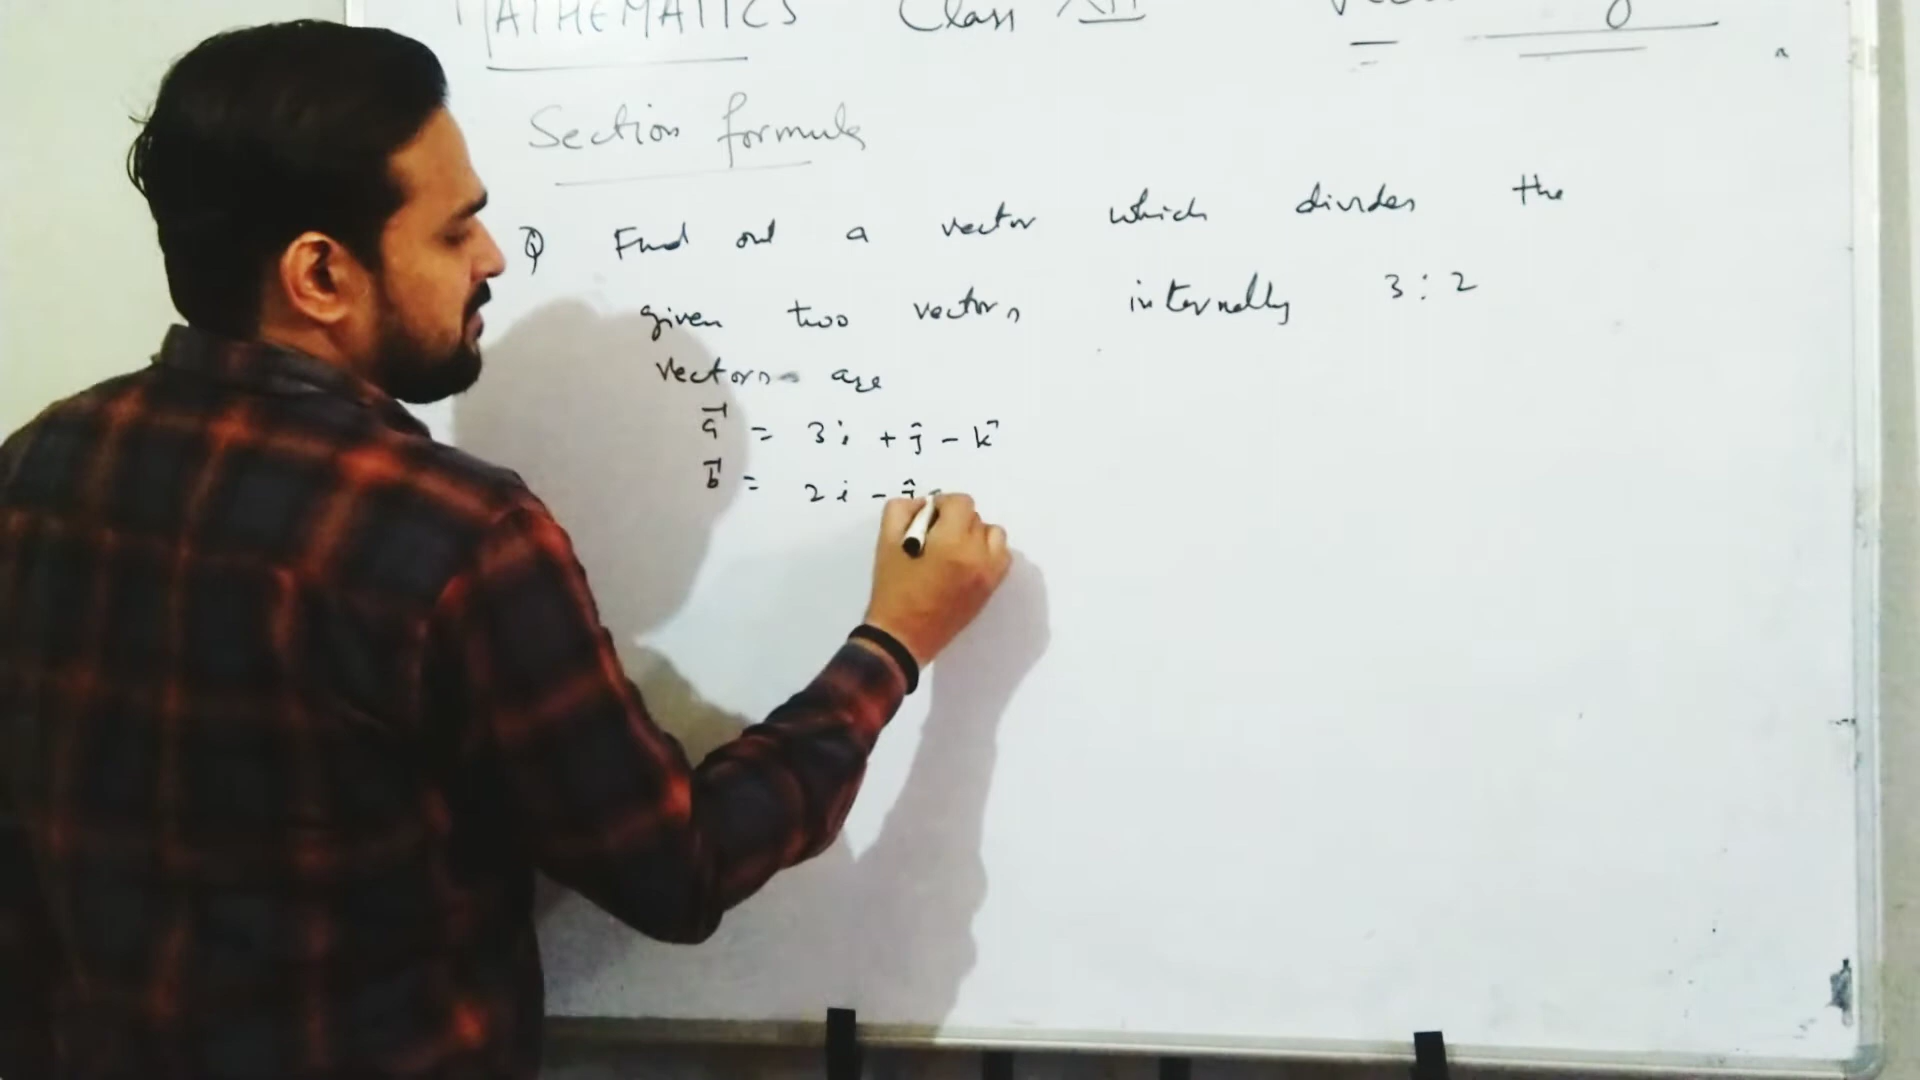 MATHEMATICS Class XII
Section formula
Q Find out a vector which divides the
given two vectors internally 3:2
vectors are
a⃗ = 3i + ĵ - k̂
b⃗ = 2i - ĵ